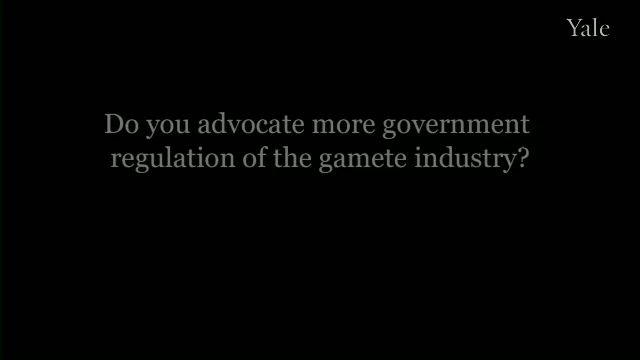 Yale
Do you advocate more government
regulation of the gamete industry?